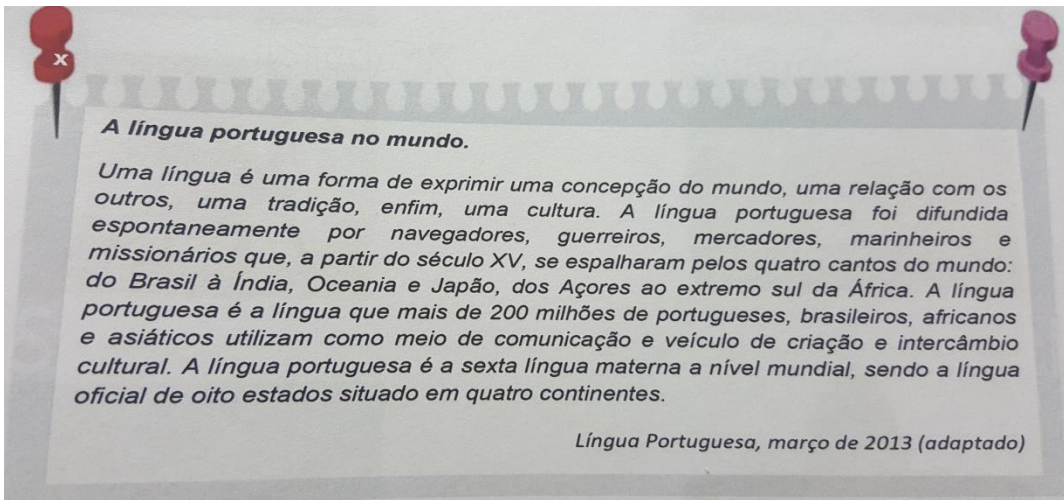 x
A língua portuguesa no mundo.
Uma língua é uma forma de exprimir uma concepção do mundo, uma relação com os
outros, uma tradição, enfim, uma cultura. A língua portuguesa foi difundida
espontaneamente por navegadores, guerreiros, mercadores, marinheiros e
missionários que, a partir do século XV, se espalharam pelos quatro cantos do mundo:
do Brasil à Índia, Oceania e Japão, dos Açores ao extremo sul da África. A língua
portuguesa é a língua que mais de 200 milhões de portugueses, brasileiros, africanos
e asiáticos utilizam como meio de comunicação e veículo de criação e intercâmbio
cultural. A língua portuguesa é a sexta língua materna a nível mundial, sendo a língua
oficial de oito estados situado em quatro continentes.
Língua Portuguesa, março de 2013 (adaptado)